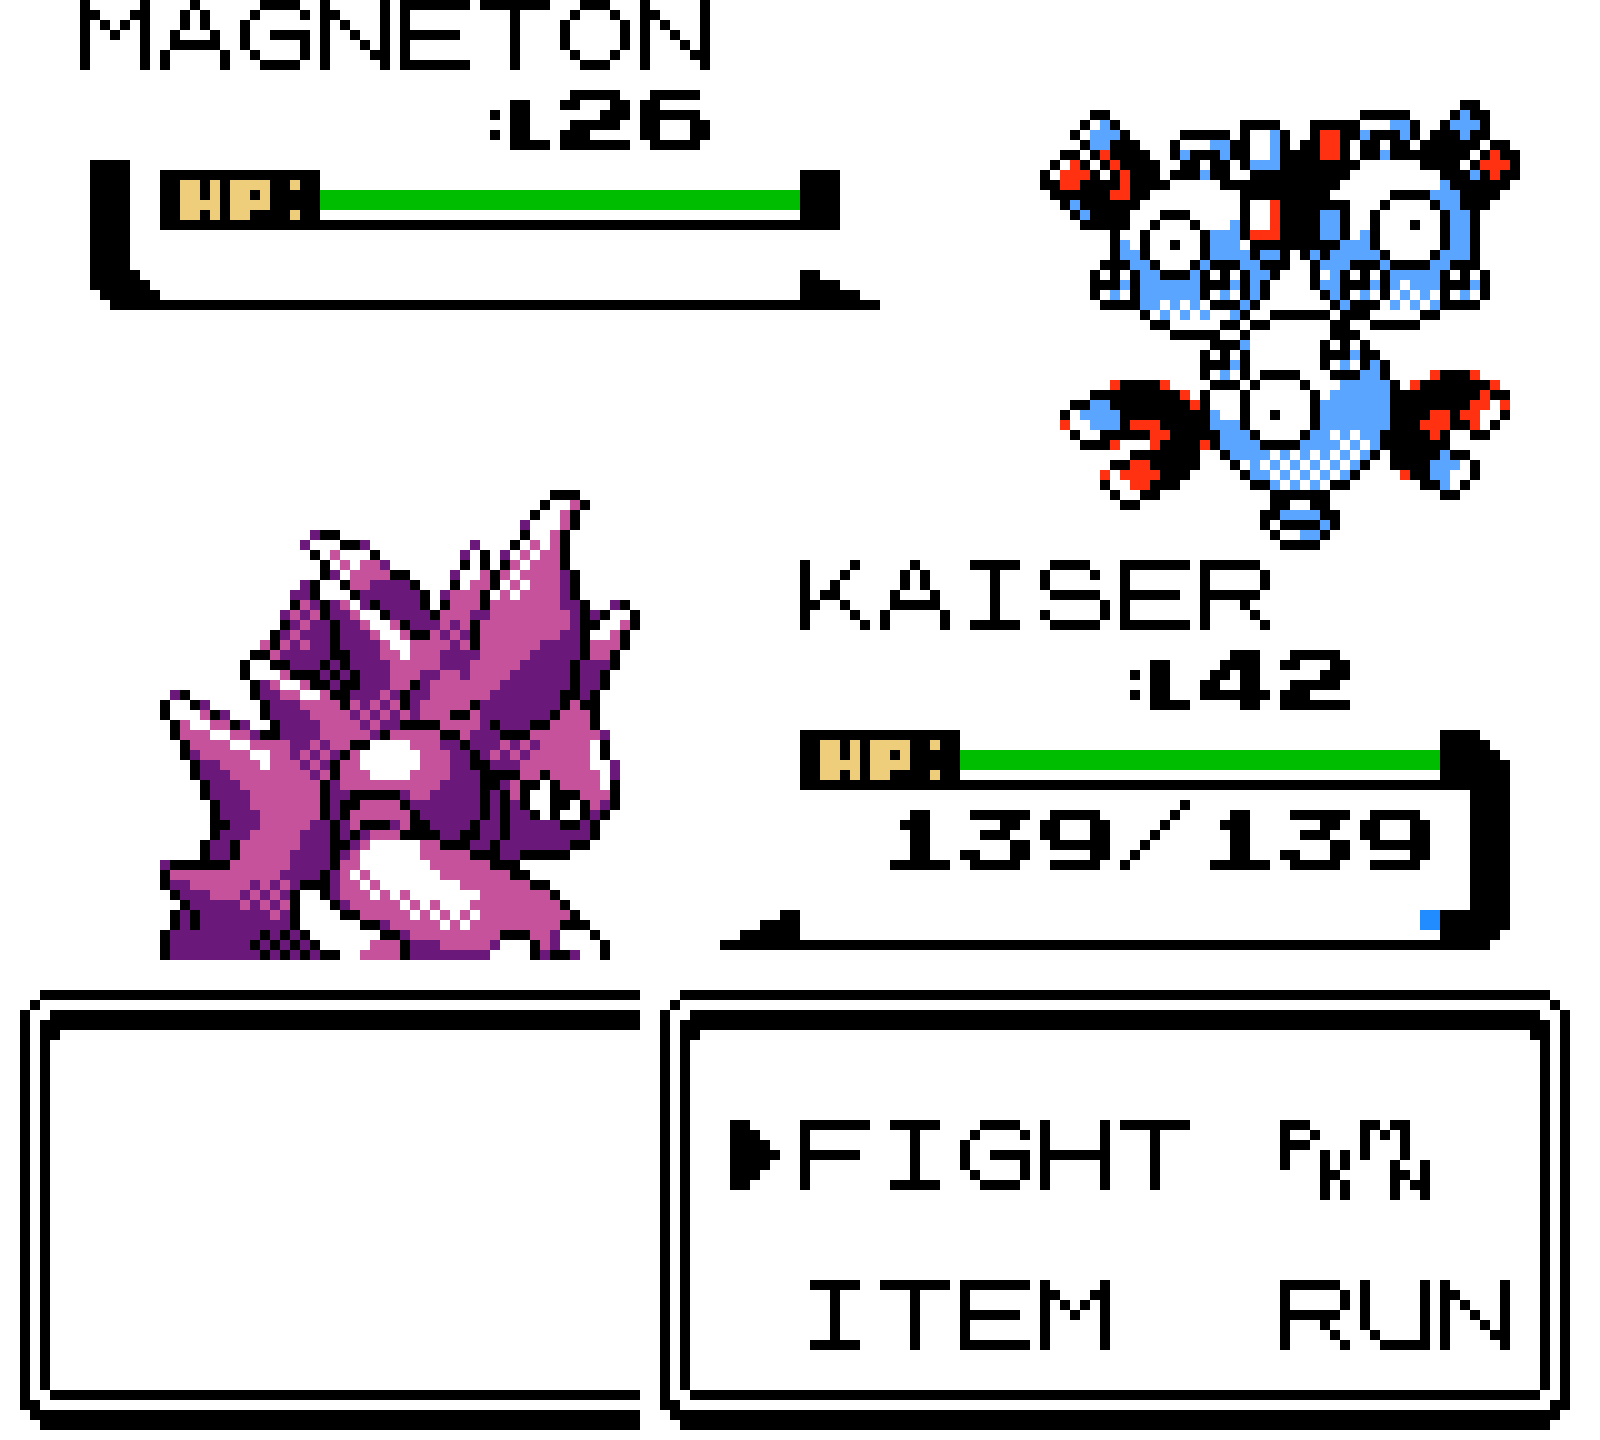 MAGNETON
:L26
HP:
KAISER
:L42
HP:
139/139
FIGHT PKMN
ITEM RUN